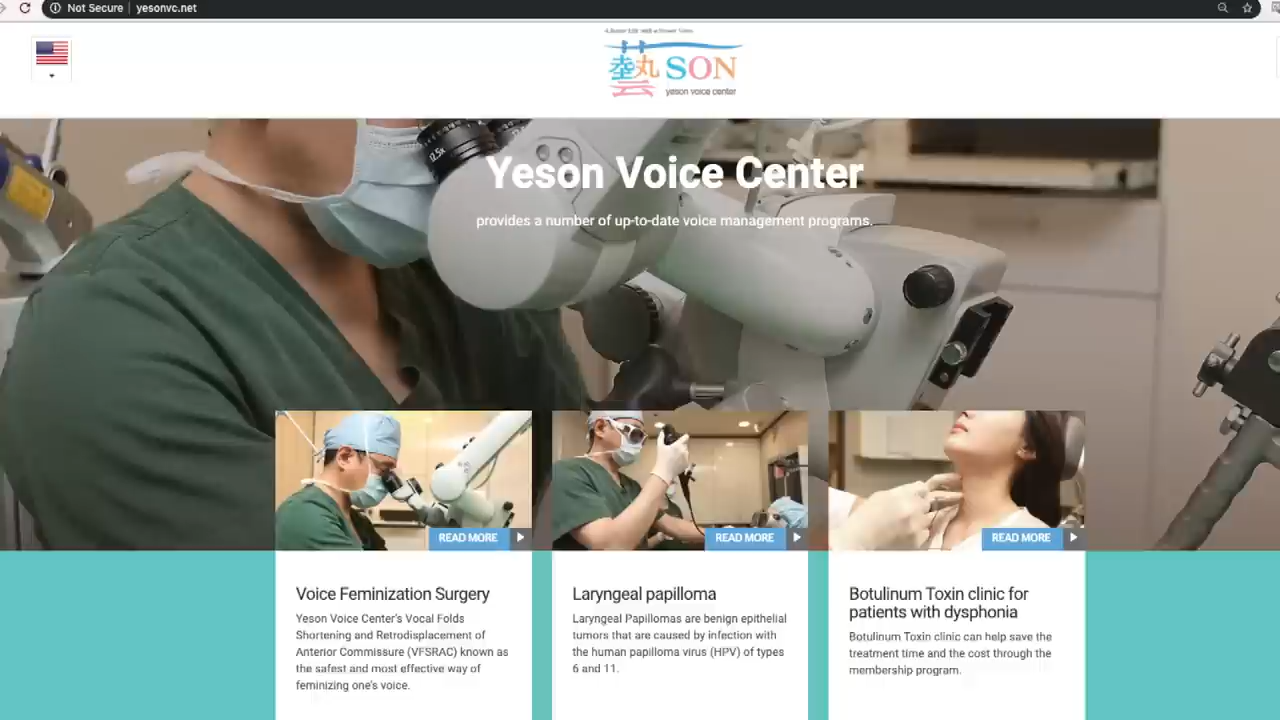 Not Secure | yesonvc.net
A Better Life with a Newer Voice
藝 SON
yeson voice center
12.5x
Yeson Voice Center
provides a number of up-to-date voice management programs.
READ MORE
READ MORE
READ MORE
Voice Feminization Surgery
Yeson Voice Center's Vocal Folds
Shortening and Retrodisplacement of
Anterior Commissure (VFSRAC) known as
the safest and most effective way of
feminizing one's voice.
Laryngeal papilloma
Laryngeal Papillomas are benign epithelial
tumors that are caused by infection with
the human papilloma virus (HPV) of types
6 and 11.
Botulinum Toxin clinic for
patients with dysphonia
Botulinum Toxin clinic can help save the
treatment time and the cost through the
membership program.